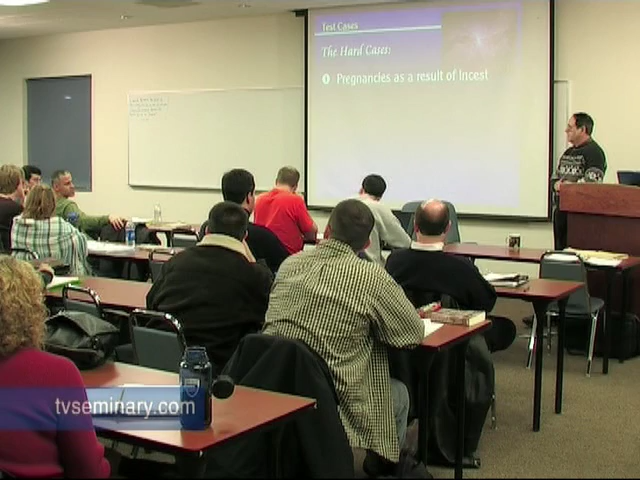 Test Cases
The Hard Cases:
Pregnancies as a result of Incest
tvseminary.com